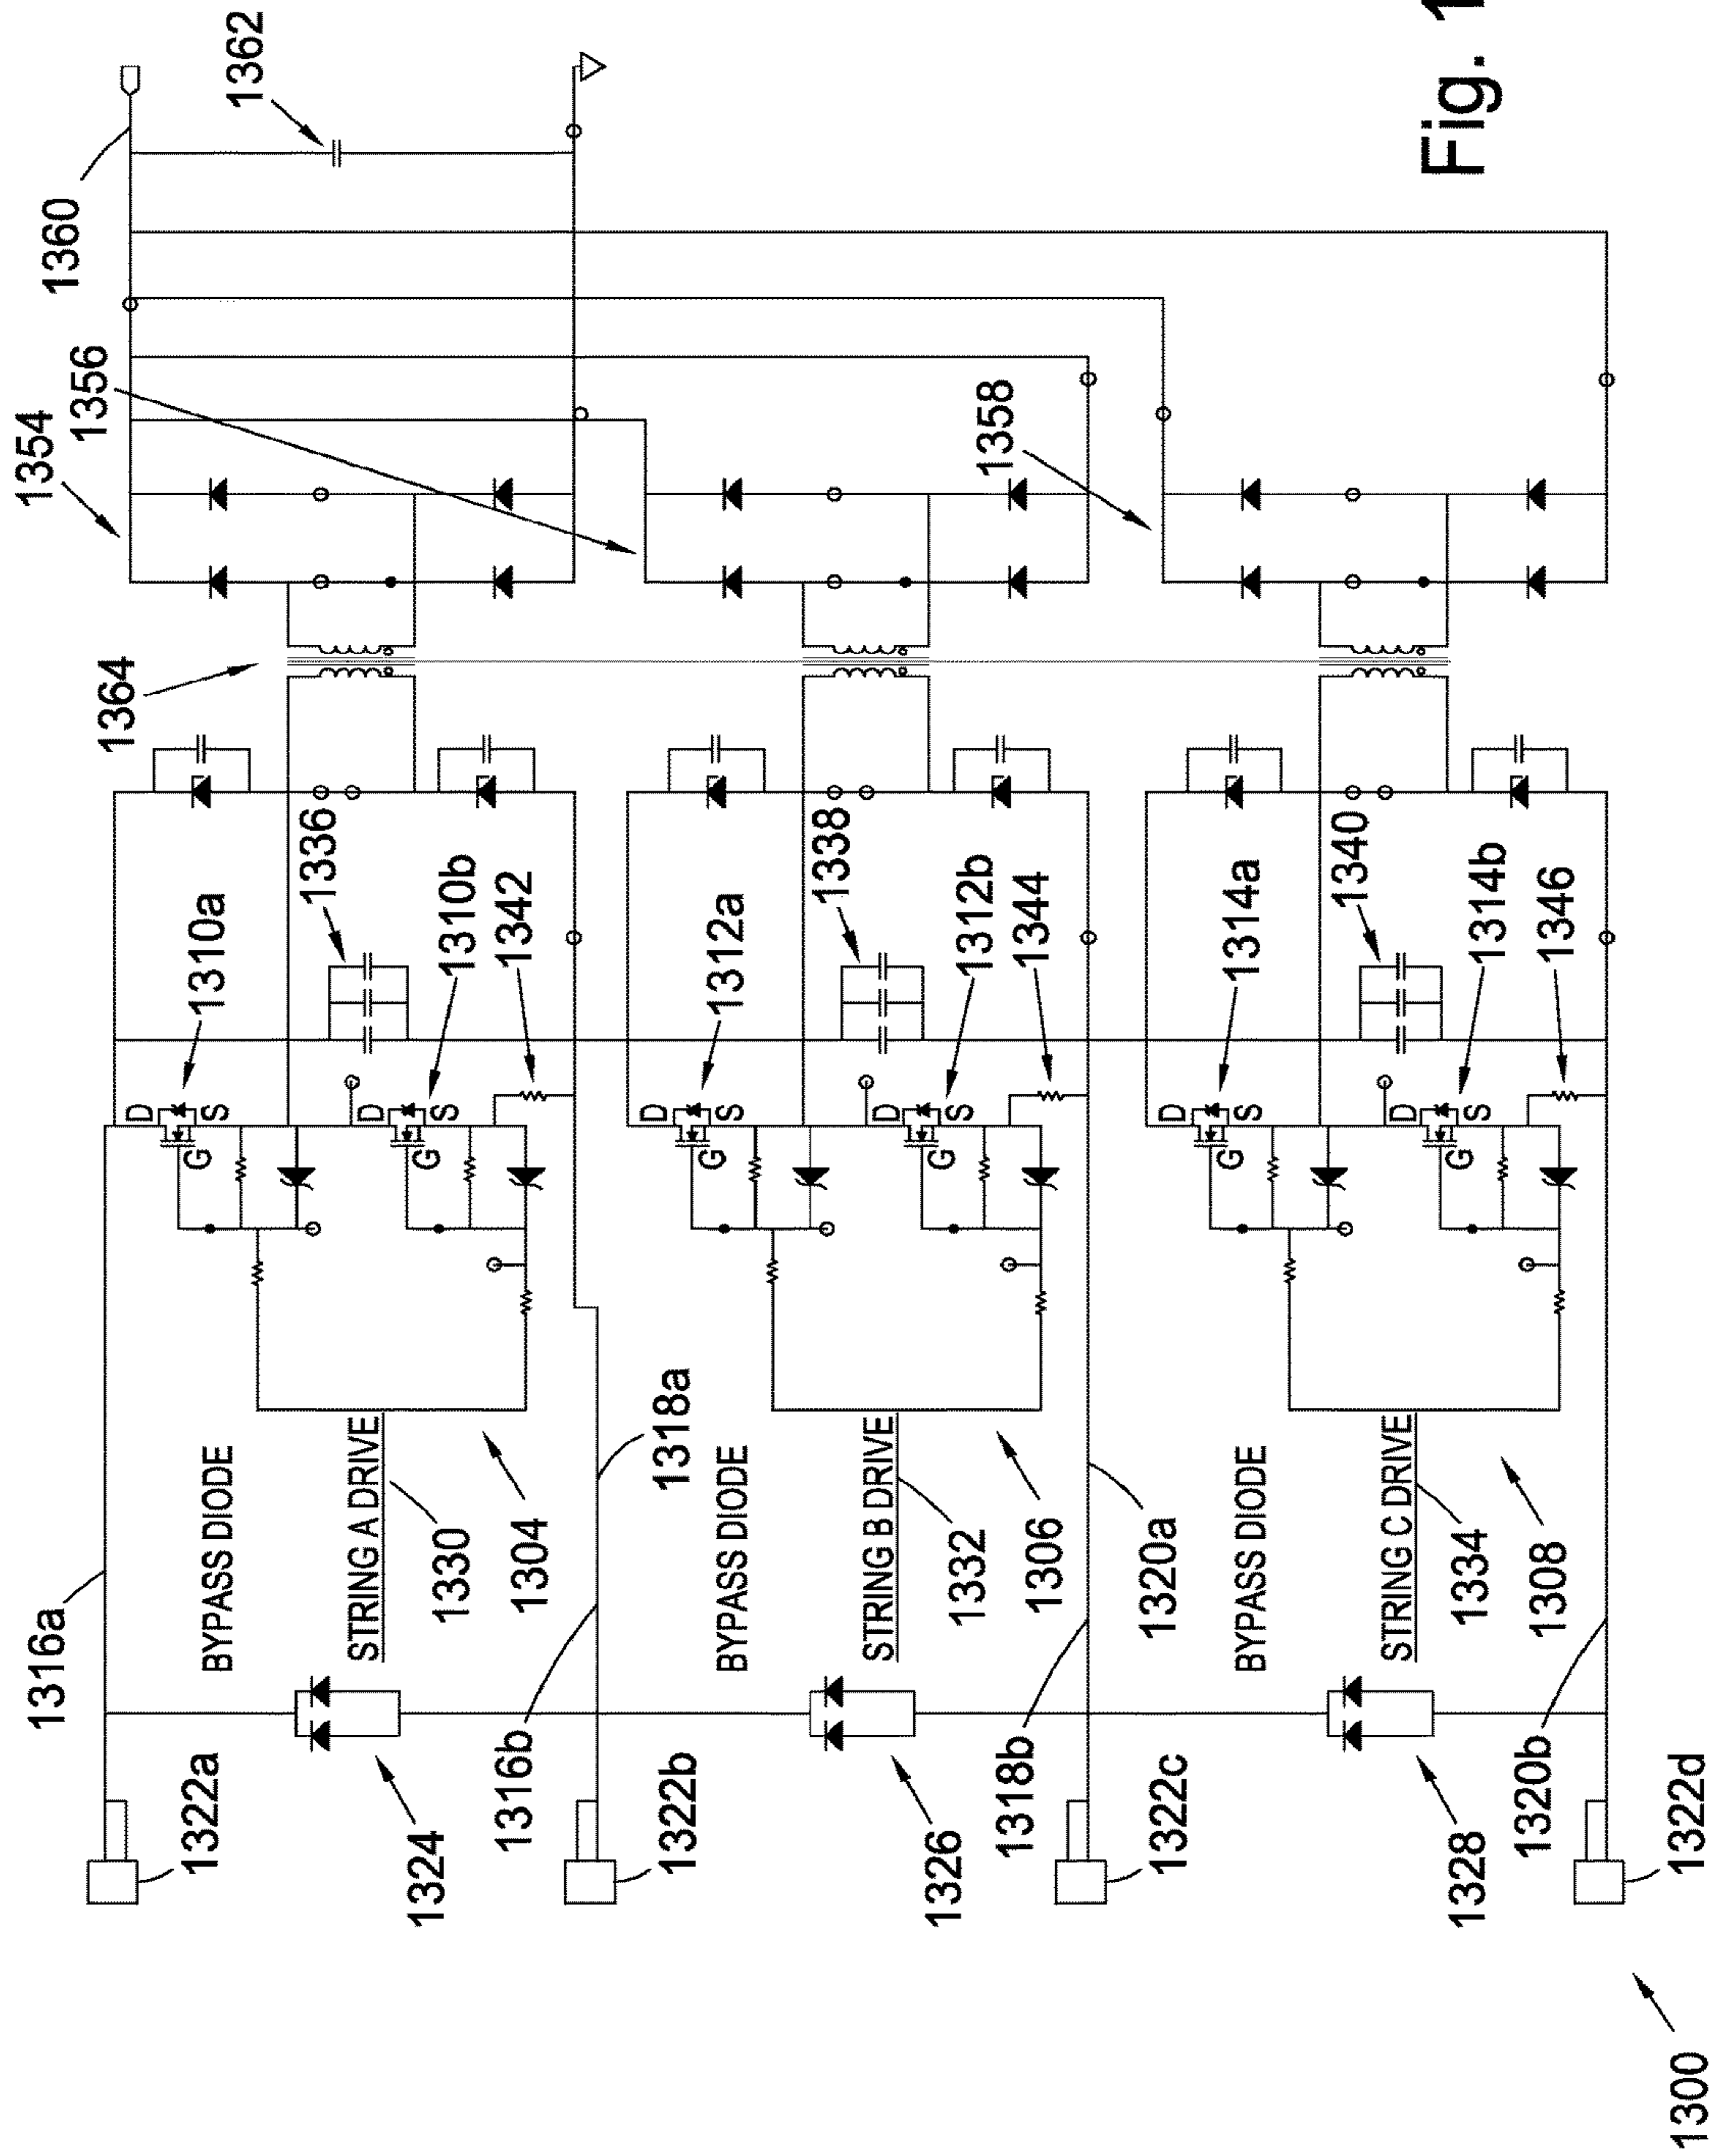 1354
1356
1360
1362
1364
1310a
1336
1310b
1342
D
S
G
D
S
G
1316a
BYPASS DIODE
STRING A DRIVE
1330
1304
1318a
1322a
1324
1316b
1322b
1312a
1338
1312b
1344
D
S
G
D
S
G
BYPASS DIODE
STRING B DRIVE
1332
1306
1320a
1326
1318b
1322c
1358
1314a
1340
1314b
1346
D
S
G
D
S
G
BYPASS DIODE
STRING C DRIVE
1334
1308
1328
1320b
1322d
1300
Fig. 1